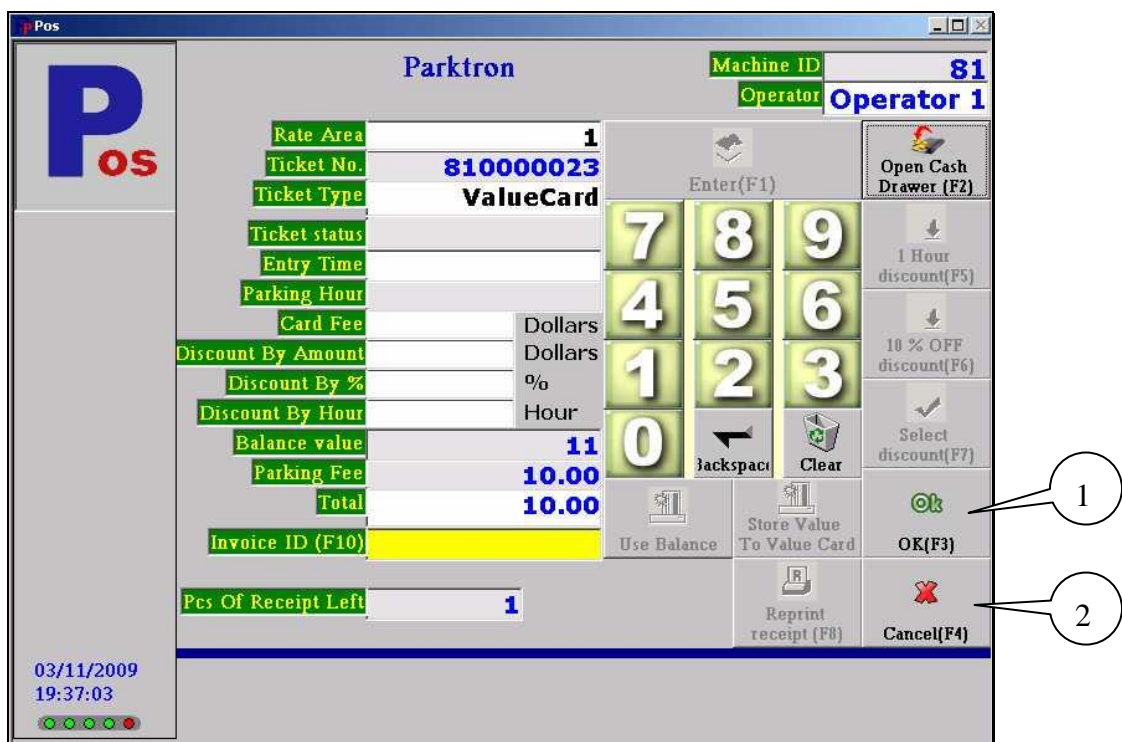 Pos
Pos
Parktron
Machine ID 81
Operator Operator 1
Rate Area 1
Ticket No. 810000023
Ticket Type ValueCard
Ticket status
Entry Time
Parking Hour
Card Fee Dollars
Discount By Amount Dollars
Discount By % %
Discount By Hour Hour
Balance value 11
Parking Fee 10.00
Total 10.00
Invoice ID (F10)
Pcs Of Receipt Left 1
Enter(F1)
7 8 9
4 5 6
1 2 3
0 Backspace Clear
Use Balance
Store Value
To Value Card
R
Reprint
receipt (F8)
Open Cash
Drawer (F2)
1 Hour
discount(F5)
10 % OFF
discount(F6)
Select
discount(F7)
Ok
OK(F3)
Cancel(F4)
1
2
03/11/2009
19:37:03